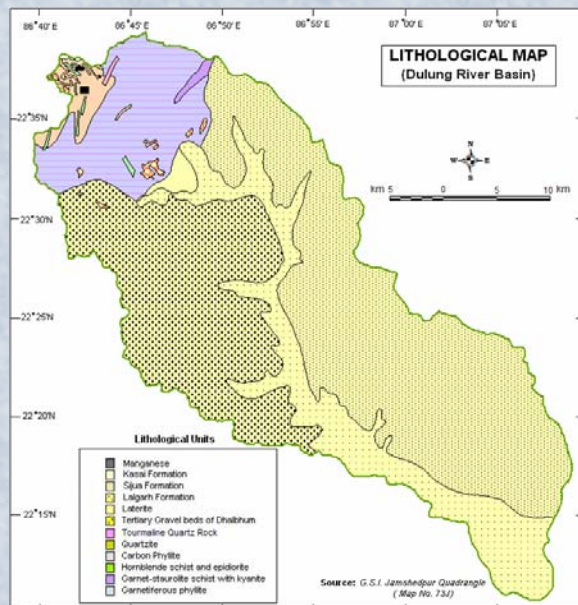 86°40'E 86°45'E 86°50'E 86°55'E 87°00'E 87°05'E
LITHOLOGICAL MAP
(Dulung River Basin)
22°35'N
N
W E
S
km 5 0 5 10 km
22°30'N
22°25'N
22°20'N
22°15'N
Lithological Units
Manganese
Kasai Formation
Sijua Formation
Lalgarh Formation
Laterite
Tertiary Gravel beds of Dhalbhum
Tourmaline Quartz Rock
Quartzite
Carbon Phyllite
Hornblende schist and epidiorite
Garnet-staurolite schist with kyanite
Garnetiferous phyllite
Source: G.S.I. Jamshedpur Quadrangle
( Map No. 73J)